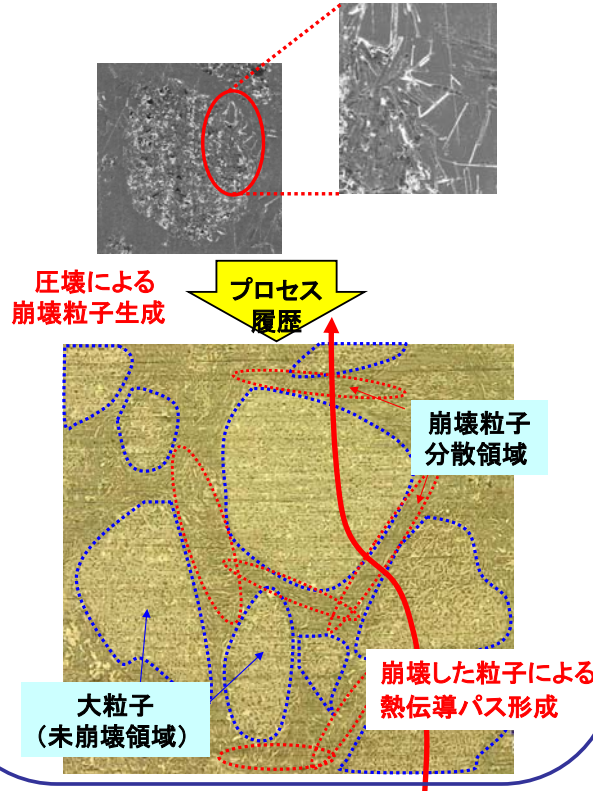 圧壊による
崩壊粒子生成
プロセス
履歴
崩壊粒子
分散領域
大粒子
（未崩壊領域）
崩壊した粒子による
熱伝導パス形成